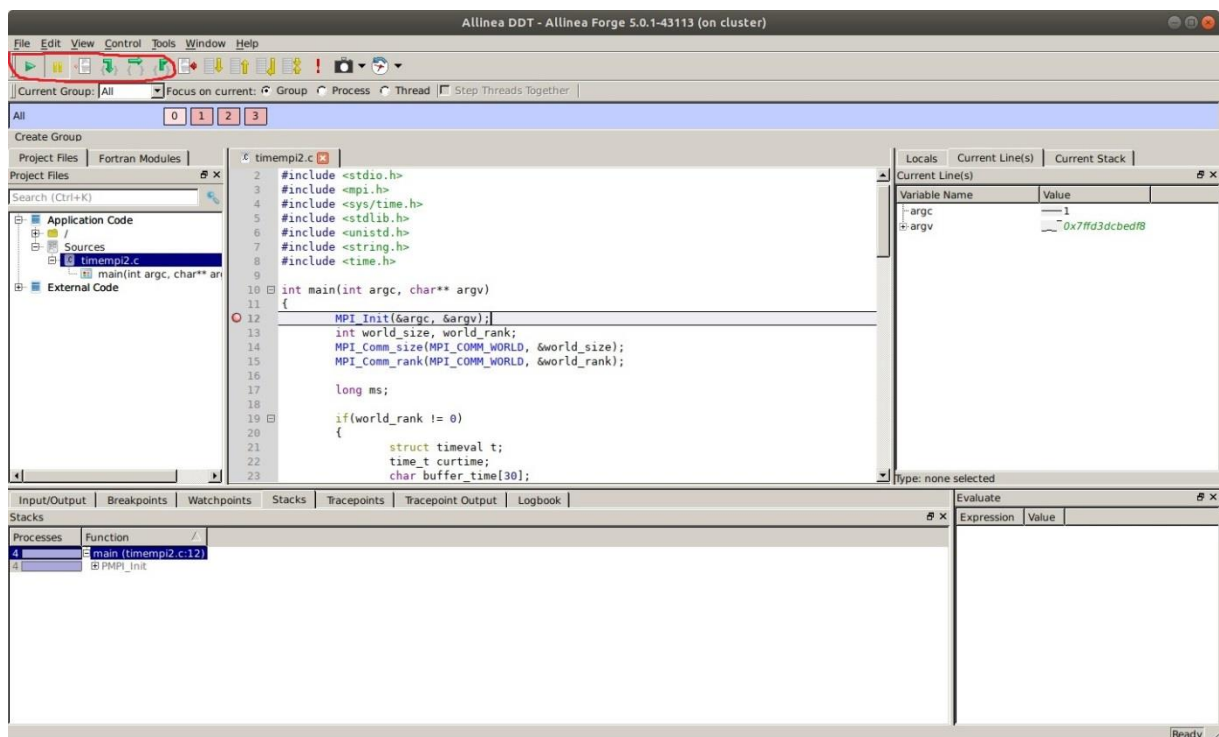 Allinea DDT - Allinea Forge 5.0.1-43113 (on cluster)
File Edit View Control Tools Window Help
Current Group: All Focus on current: Group Process Thread Step Threads Together
All 0 1 2 3
Create Group
Project Files Fortran Modules
Project Files
Search (Ctrl+K)
Application Code
/
Sources
timempi2.c
main(int argc, char** ar
External Code
timempi2.c
2 #include <stdio.h>
3 #include <mpi.h>
4 #include <sys/time.h>
5 #include <stdlib.h>
6 #include <unistd.h>
7 #include <string.h>
8 #include <time.h>
9
10 int main(int argc, char** argv)
11 {
12 MPI_Init(&argc, &argv);
13 int world_size, world_rank;
14 MPI_Comm_size(MPI_COMM_WORLD, &world_size);
15 MPI_Comm_rank(MPI_COMM_WORLD, &world_rank);
16
17 long ms;
18
19 if(world_rank != 0)
20 {
21 struct timeval t;
22 time_t curtime;
23 char buffer_time[30];
Locals Current Line(s) Current Stack
Current Line(s)
Variable Name Value
argc 1
argv 0x7ffd3dcbedf8
Type: none selected
Input/Output Breakpoints Watchpoints Stacks Tracepoints Tracepoint Output Logbook
Stacks
Processes Function
4 main (timempi2.c:12)
4 PMPI_Init
Evaluate
Expression Value
Ready